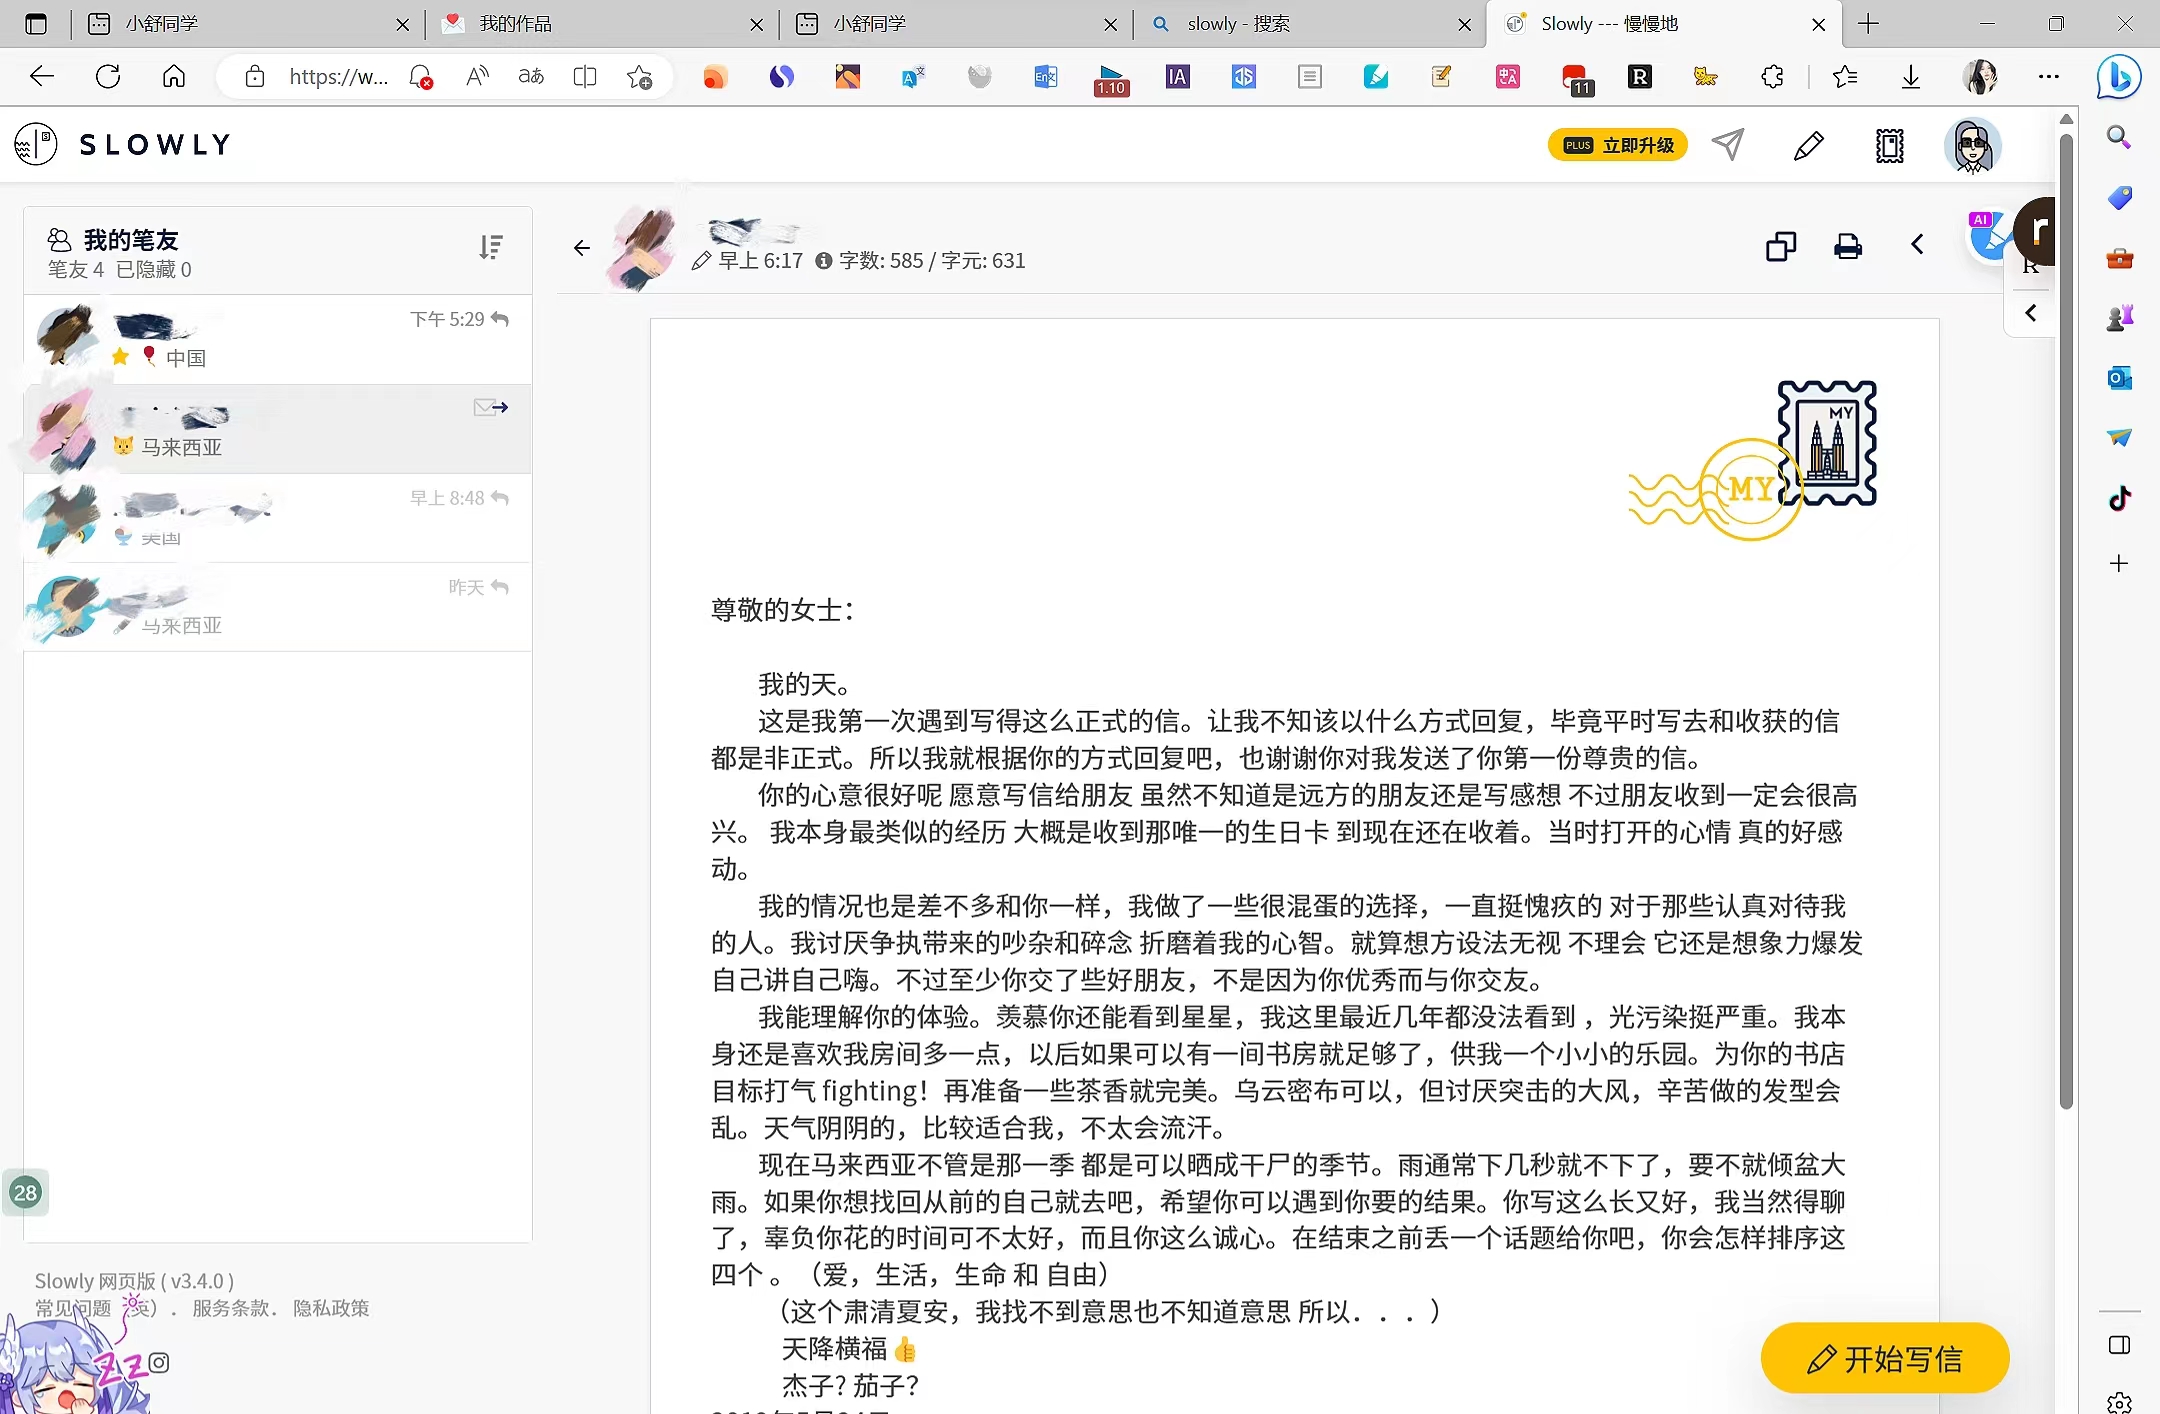 小舒同学
我的作品
小舒同学
slowly - 搜索
Slowly --- 慢慢地
https://w...
1.10
11
SLOWLY
PLUS 立即升级
我的笔友
笔友 4 已隐藏 0
下午 5:29
中国
马来西亚
早上 8:48
美国
昨天
马来西亚
28
Slowly 网页版 ( v3.4.0 )
常见问题 （英）． 服务条款． 隐私政策
早上 6:17 字数: 585 / 字元: 631
AI
r
R
MY
MY
尊敬的女士：
我的天。
这是我第一次遇到写得这么正式的信。让我不知该以什么方式回复，毕竟平时写去和收获的信
都是非正式。所以我就根据你的方式回复吧，也谢谢你对我发送了你第一份尊贵的信。
你的心意很好呢 愿意写信给朋友 虽然不知道是远方的朋友还是写感想 不过朋友收到一定会很高
兴。 我本身最类似的经历 大概是收到那唯一的生日卡 到现在还在收着。当时打开的心情 真的好感
动。
我的情况也是差不多和你一样，我做了一些很混蛋的选择，一直挺愧疚的 对于那些认真对待我
的人。我讨厌争执带来的吵杂和碎念 折磨着我的心智。就算想方设法无视 不理会 它还是想象力爆发
自己讲自己嗨。不过至少你交了些好朋友，不是因为你优秀而与你交友。
我能理解你的体验。羡慕你还能看到星星，我这里最近几年都没法看到 ，光污染挺严重。我本
身还是喜欢我房间多一点，以后如果可以有一间书房就足够了，供我一个小小的乐园。为你的书店
目标打气 fighting！再准备一些茶香就完美。乌云密布可以，但讨厌突击的大风，辛苦做的发型会
乱。天气阴阴的，比较适合我，不太会流汗。
现在马来西亚不管是那一季 都是可以晒成干尸的季节。雨通常下几秒就不下了，要不就倾盆大
雨。如果你想找回从前的自己就去吧，希望你可以遇到你要的结果。你写这么长又好，我当然得聊
了，辜负你花的时间可不太好，而且你这么诚心。在结束之前丢一个话题给你吧，你会怎样排序这
四个 。（爱，生活，生命 和 自由）
（这个肃清夏安，我找不到意思也不知道意思 所以．．．）
天降横福👍
杰子? 茄子?
开始写信